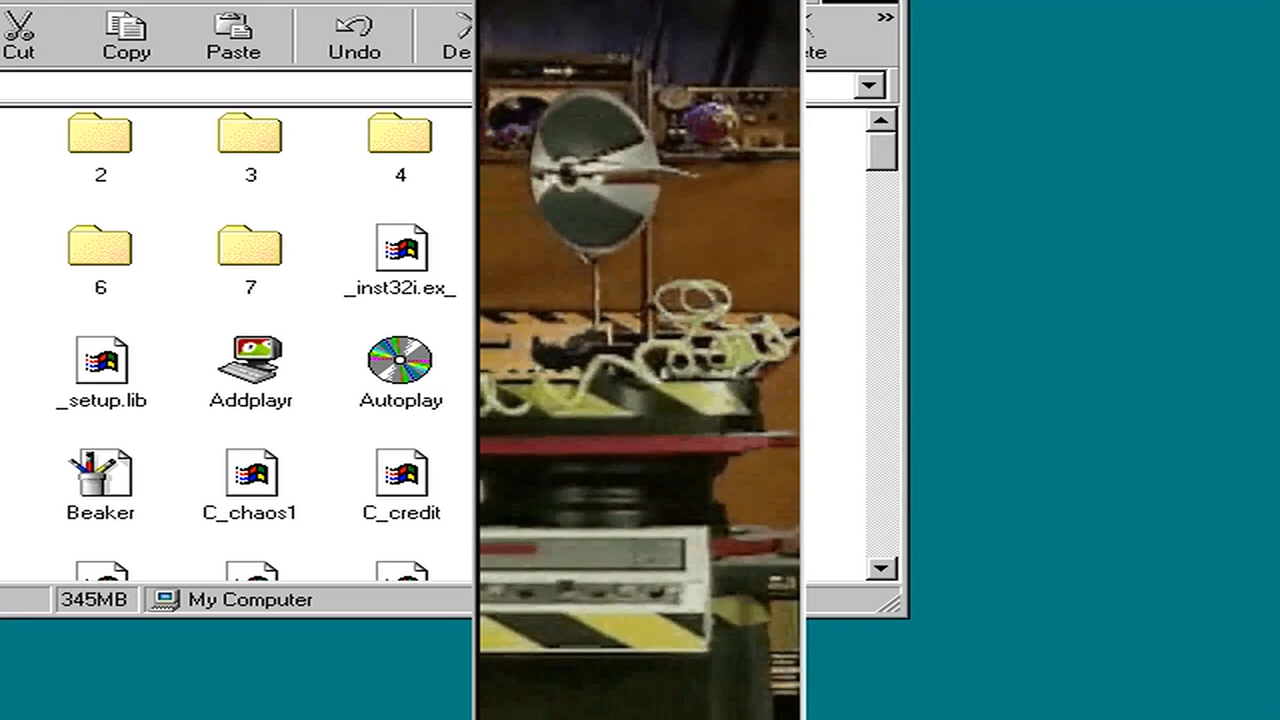 Cut Copy Paste Undo De te »
2 3 4
6 7 _inst32i.ex_
_setup.lib Addplayr Autoplay
Beaker C_chaos1 C_credit
345MB My Computer